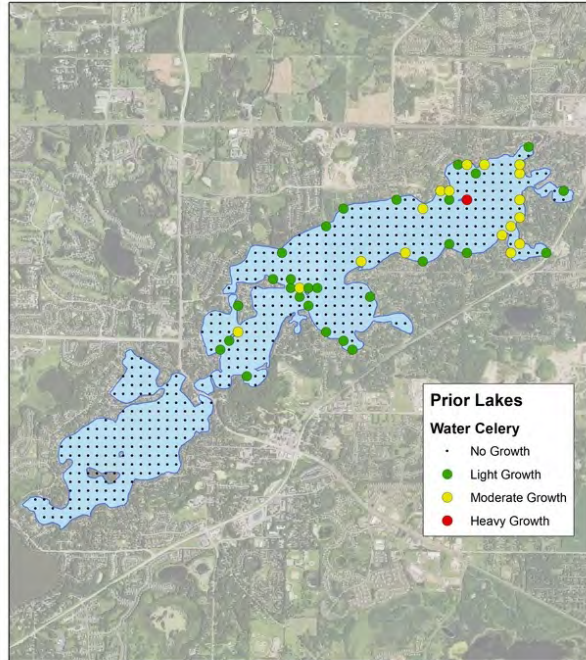 Prior Lakes
Water Celery
No Growth
Light Growth
Moderate Growth
Heavy Growth